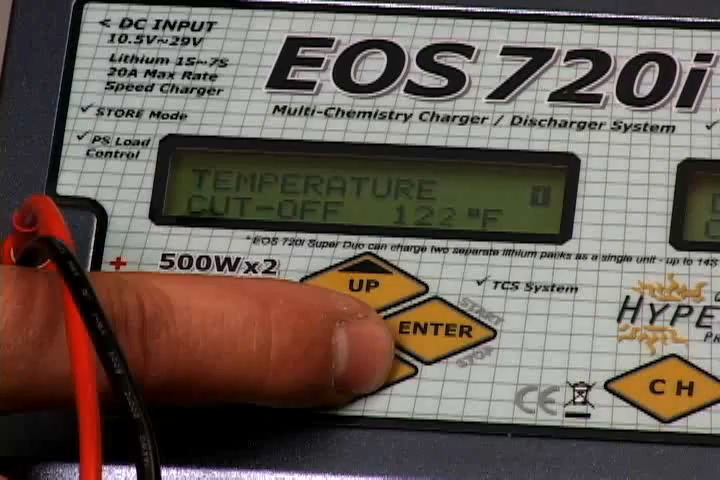 < DC INPUT
10.5V~29V
Lithium 1S~7S
20A Max Rate
Speed Charger
✓ STORE Mode
✓ PS Load
Control
EOS 720i
Multi-Chemistry Charger / Discharger System
TEMPERATURE
CUT-OFF 122°F
*EOS 720i Super Duo can charge two separate lithium packs as a single unit - up to 14S
+ 500Wx2
UP
✓ TCS System
ENTER
START
STOP
HYPE
CE
CH